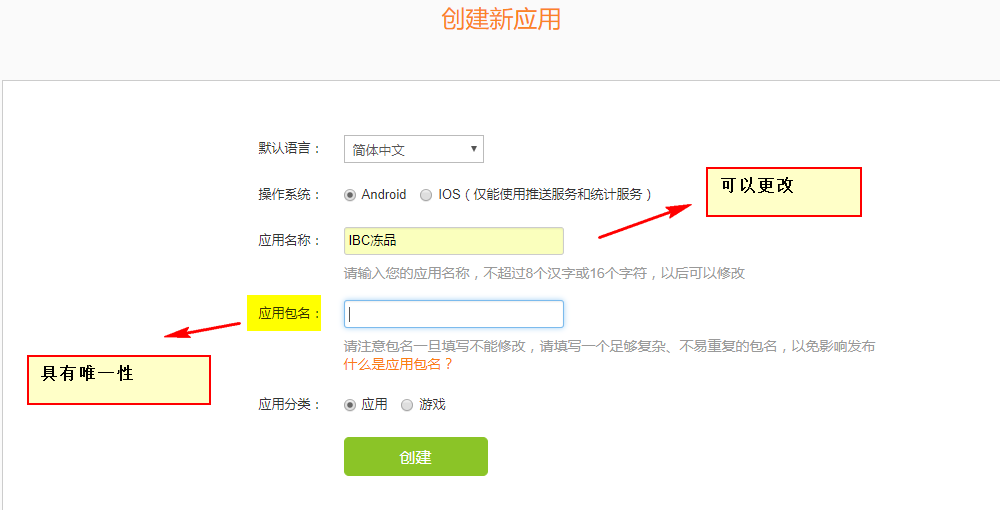 创建新应用
默认语言： 简体中文
操作系统： Android IOS（仅能使用推送服务和统计服务）
可以更改
应用名称： IBC冻品
请输入您的应用名称，不超过8个汉字或16个字符，以后可以修改
应用包名：
请注意包名一旦填写不能修改，请填写一个足够复杂、不易重复的包名，以免影响发布
什么是应用包名？
具有唯一性
应用分类： 应用 游戏
创建